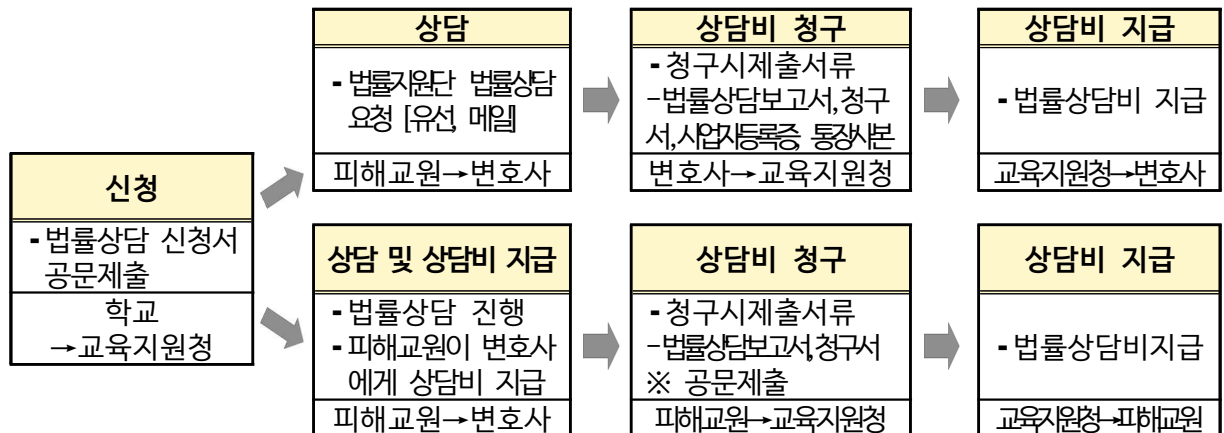 신청
- 법률상담 신청서
공문제출
학교
→교육지원청
상담
- 법률지원단 법률상담
요청 [유선, 메일]
피해교원→변호사
상담비 청구
- 청구시제출서류
-법률상담보고서,청구
서,사업자등록증, 통장사본
변호사→교육지원청
상담비 지급
- 법률상담비 지급
교육지원청→변호사
상담 및 상담비 지급
- 법률상담 진행
- 피해교원이 변호사
에게 상담비 지급
피해교원→변호사
상담비 청구
- 청구시제출서류
-법률상담보고서,청구서
※ 공문제출
피해교원→교육지원청
상담비 지급
- 법률상담비지급
교육지원청→피해교원